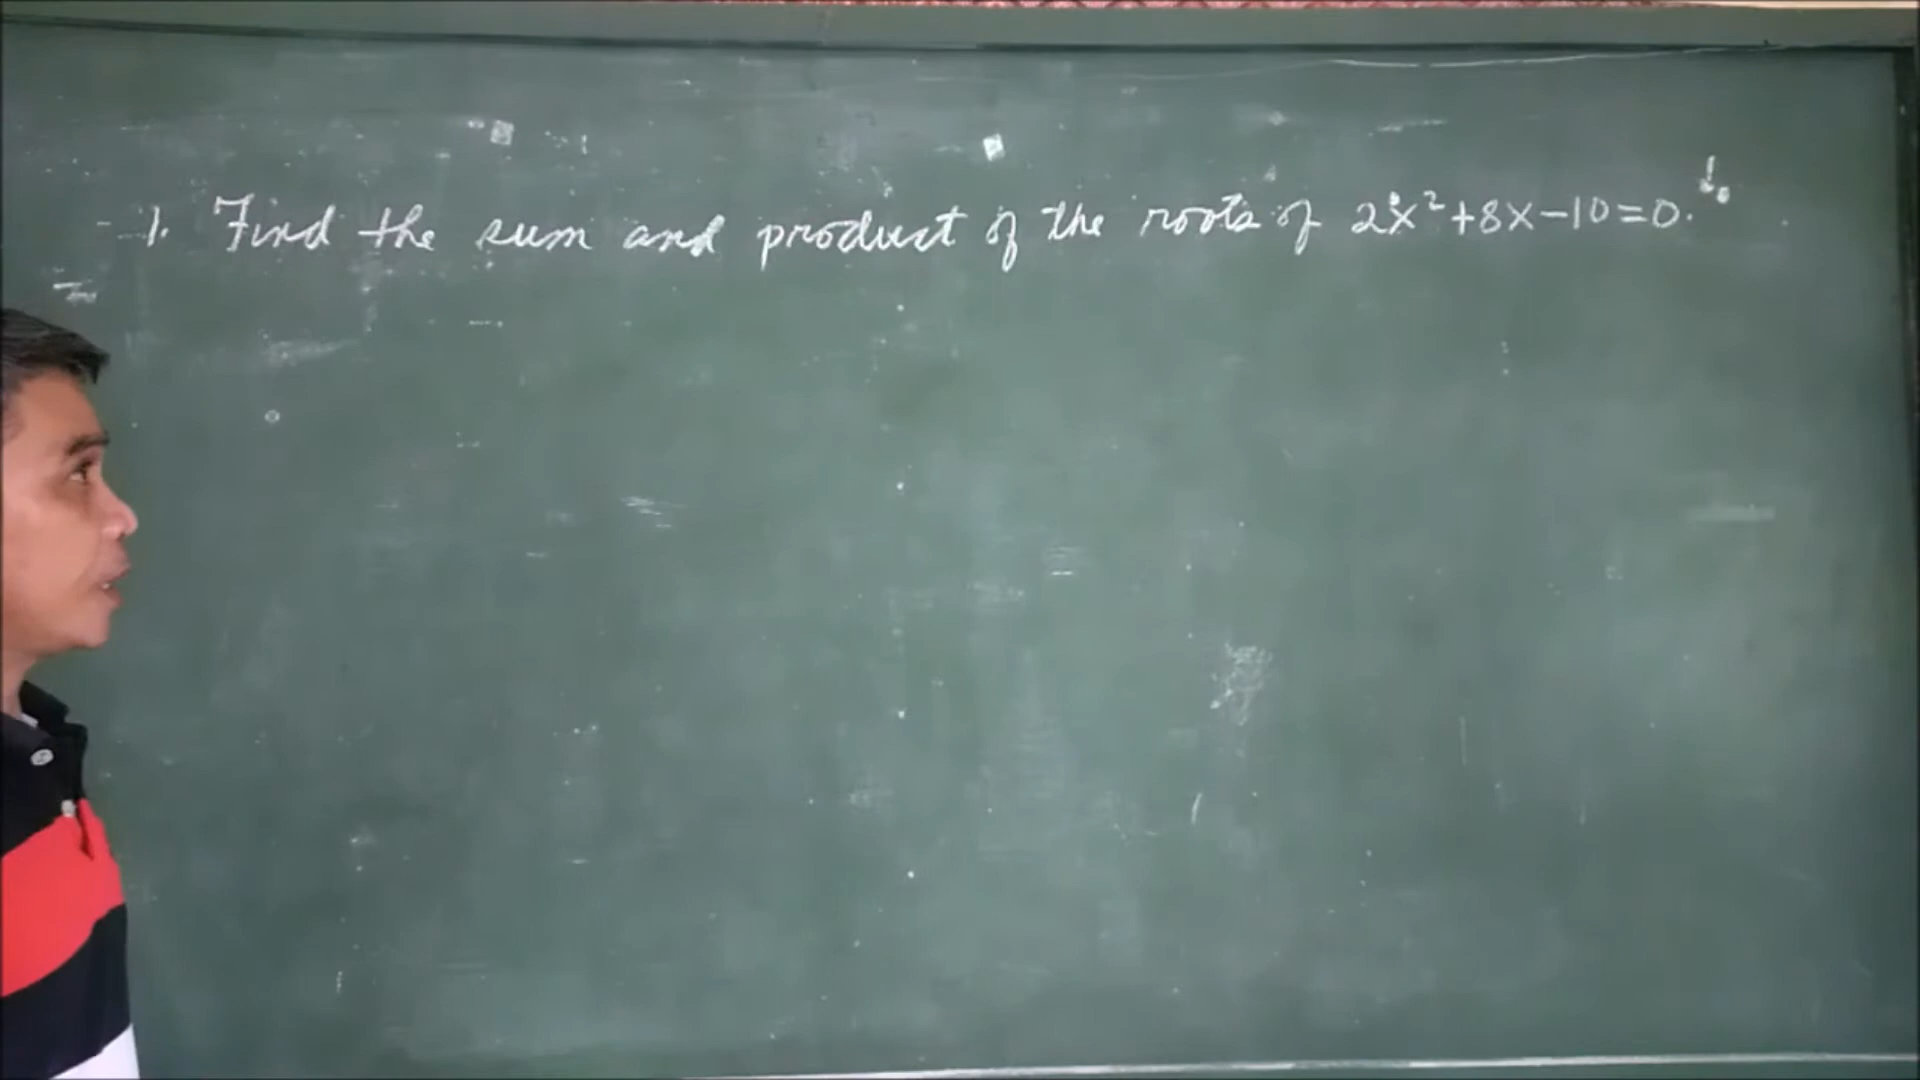 1. Find the sum and product of the roots of 2x²+8x-10=0.